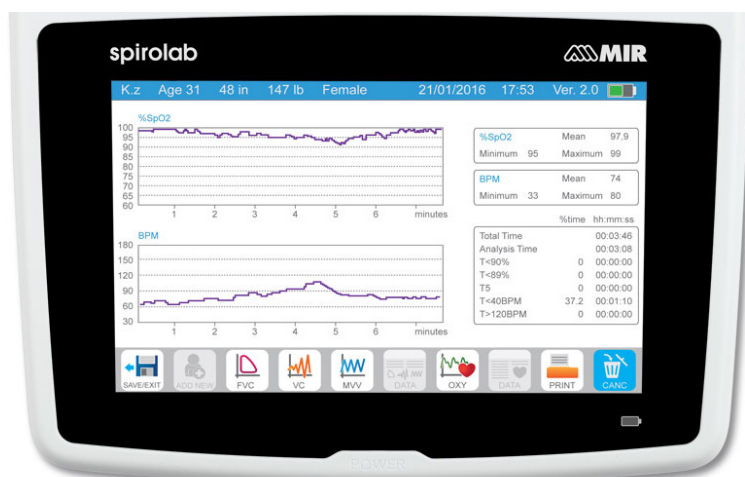 spirolab MIR
K.z Age 31 48 in 147 lb Female 21/01/2016 17:53 Ver. 2.0
%SpO2
100
95
90
85
80
75
70
65
60
1 2 3 4 5 6 minutes
BPM
180
150
120
90
60
30
1 2 3 4 5 6 minutes
%SpO2 Mean 97,9
Minimum 95 Maximum 99
BPM Mean 74
Minimum 33 Maximum 80
%time hh:mm:ss
Total Time 00:03:46
Analysis Time 00:03:08
T<90% 0 00:00:00
T<89% 0 00:00:00
T5 0 00:00:00
T<40BPM 37.2 00:01:10
T>120BPM 0 00:00:00
SAVE/EXIT ADD NEW FVC VC MVV DATA OXY DATA PRINT CANC
POWER